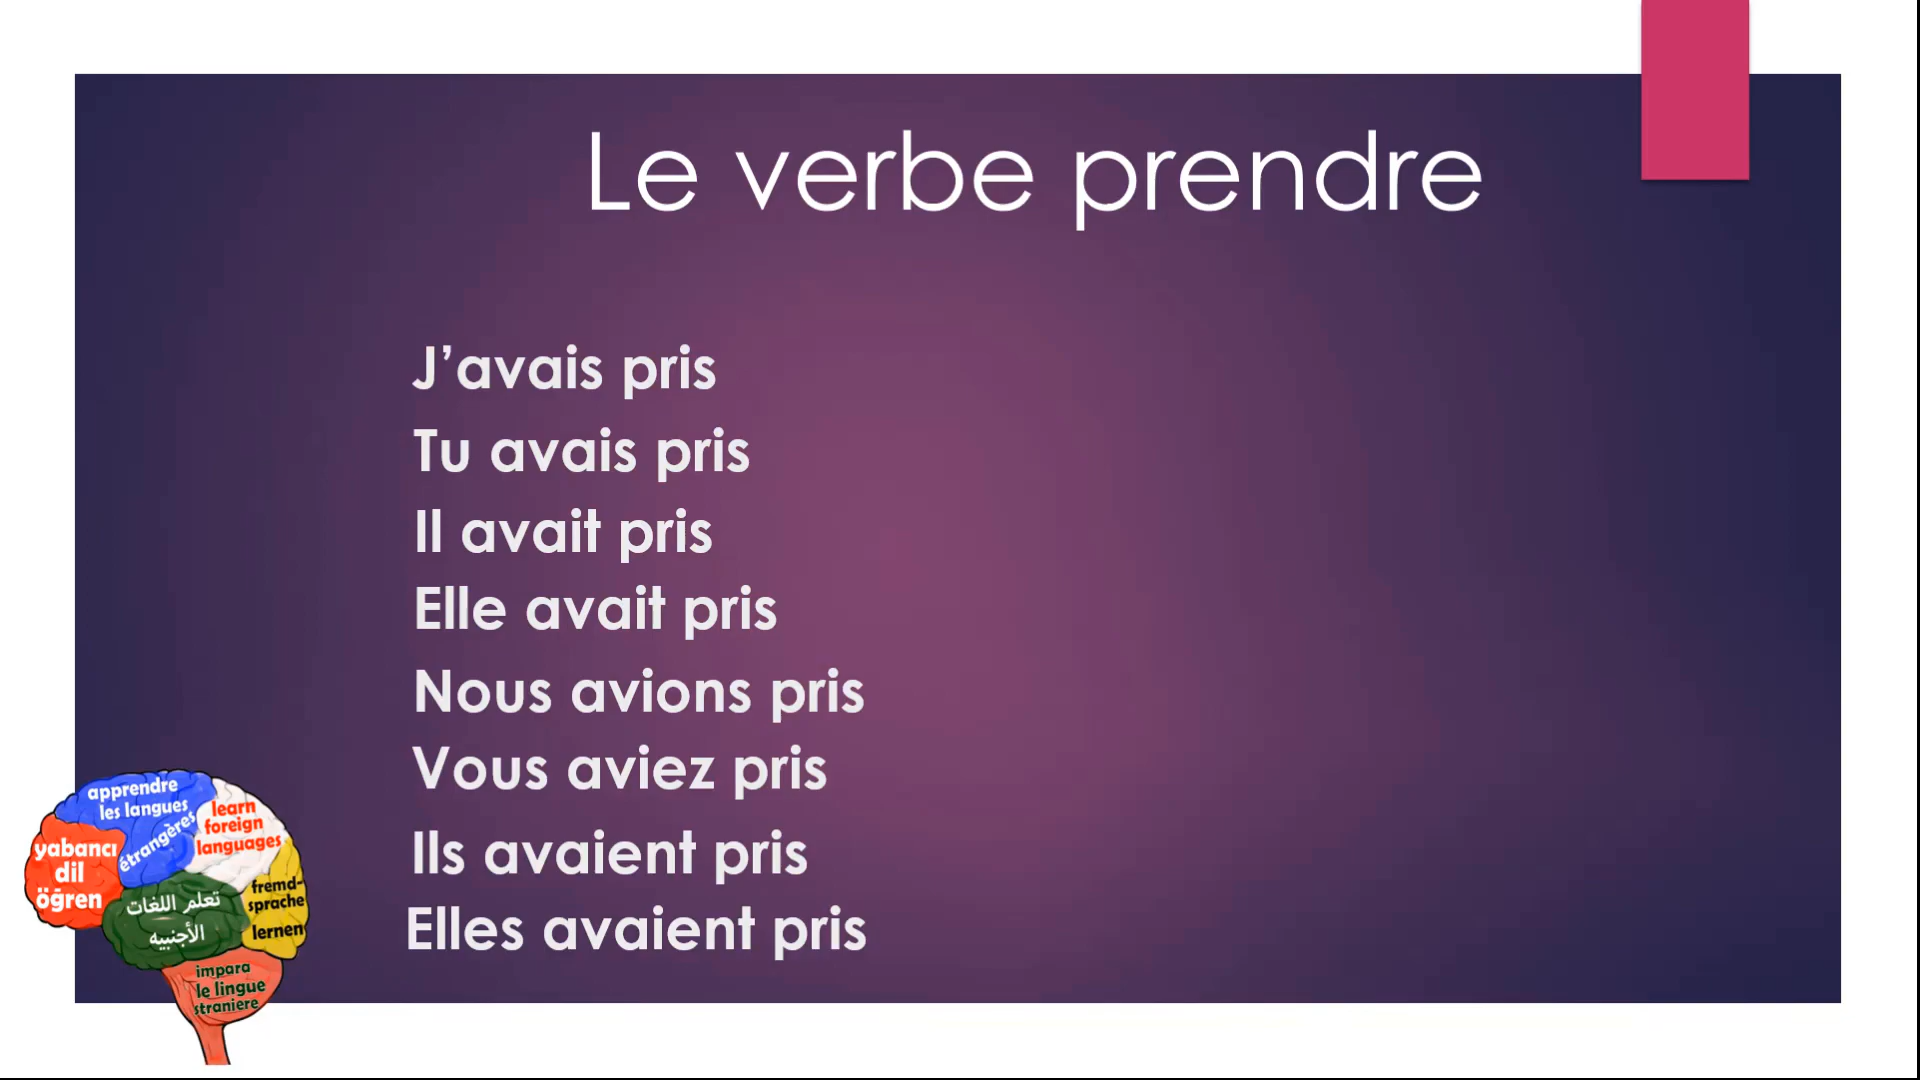 Le verbe prendre
J’avais pris
Tu avais pris
Il avait pris
Elle avait pris
Nous avions pris
Vous aviez pris
Ils avaient pris
Elles avaient pris
apprendre
les langues
étrangères
learn
foreign
languages
yabancı
dil
öğren
تعلم اللغات
الأجنبيه
fremd-
sprache
lernen
impara
le lingue
straniere